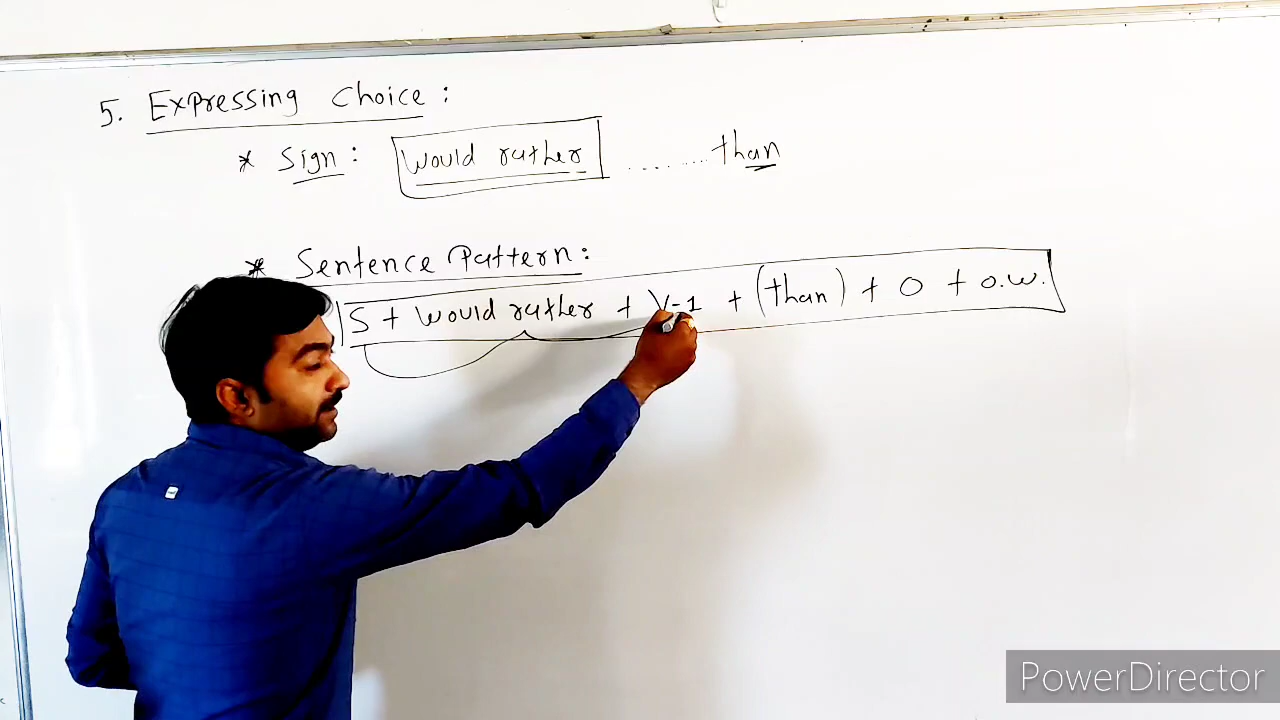 5. Expressing choice :
* Sign : would rather ........ than
* Sentence Pattern :
S + would rather + V-1 + (than) + O + O.W.
PowerDirector